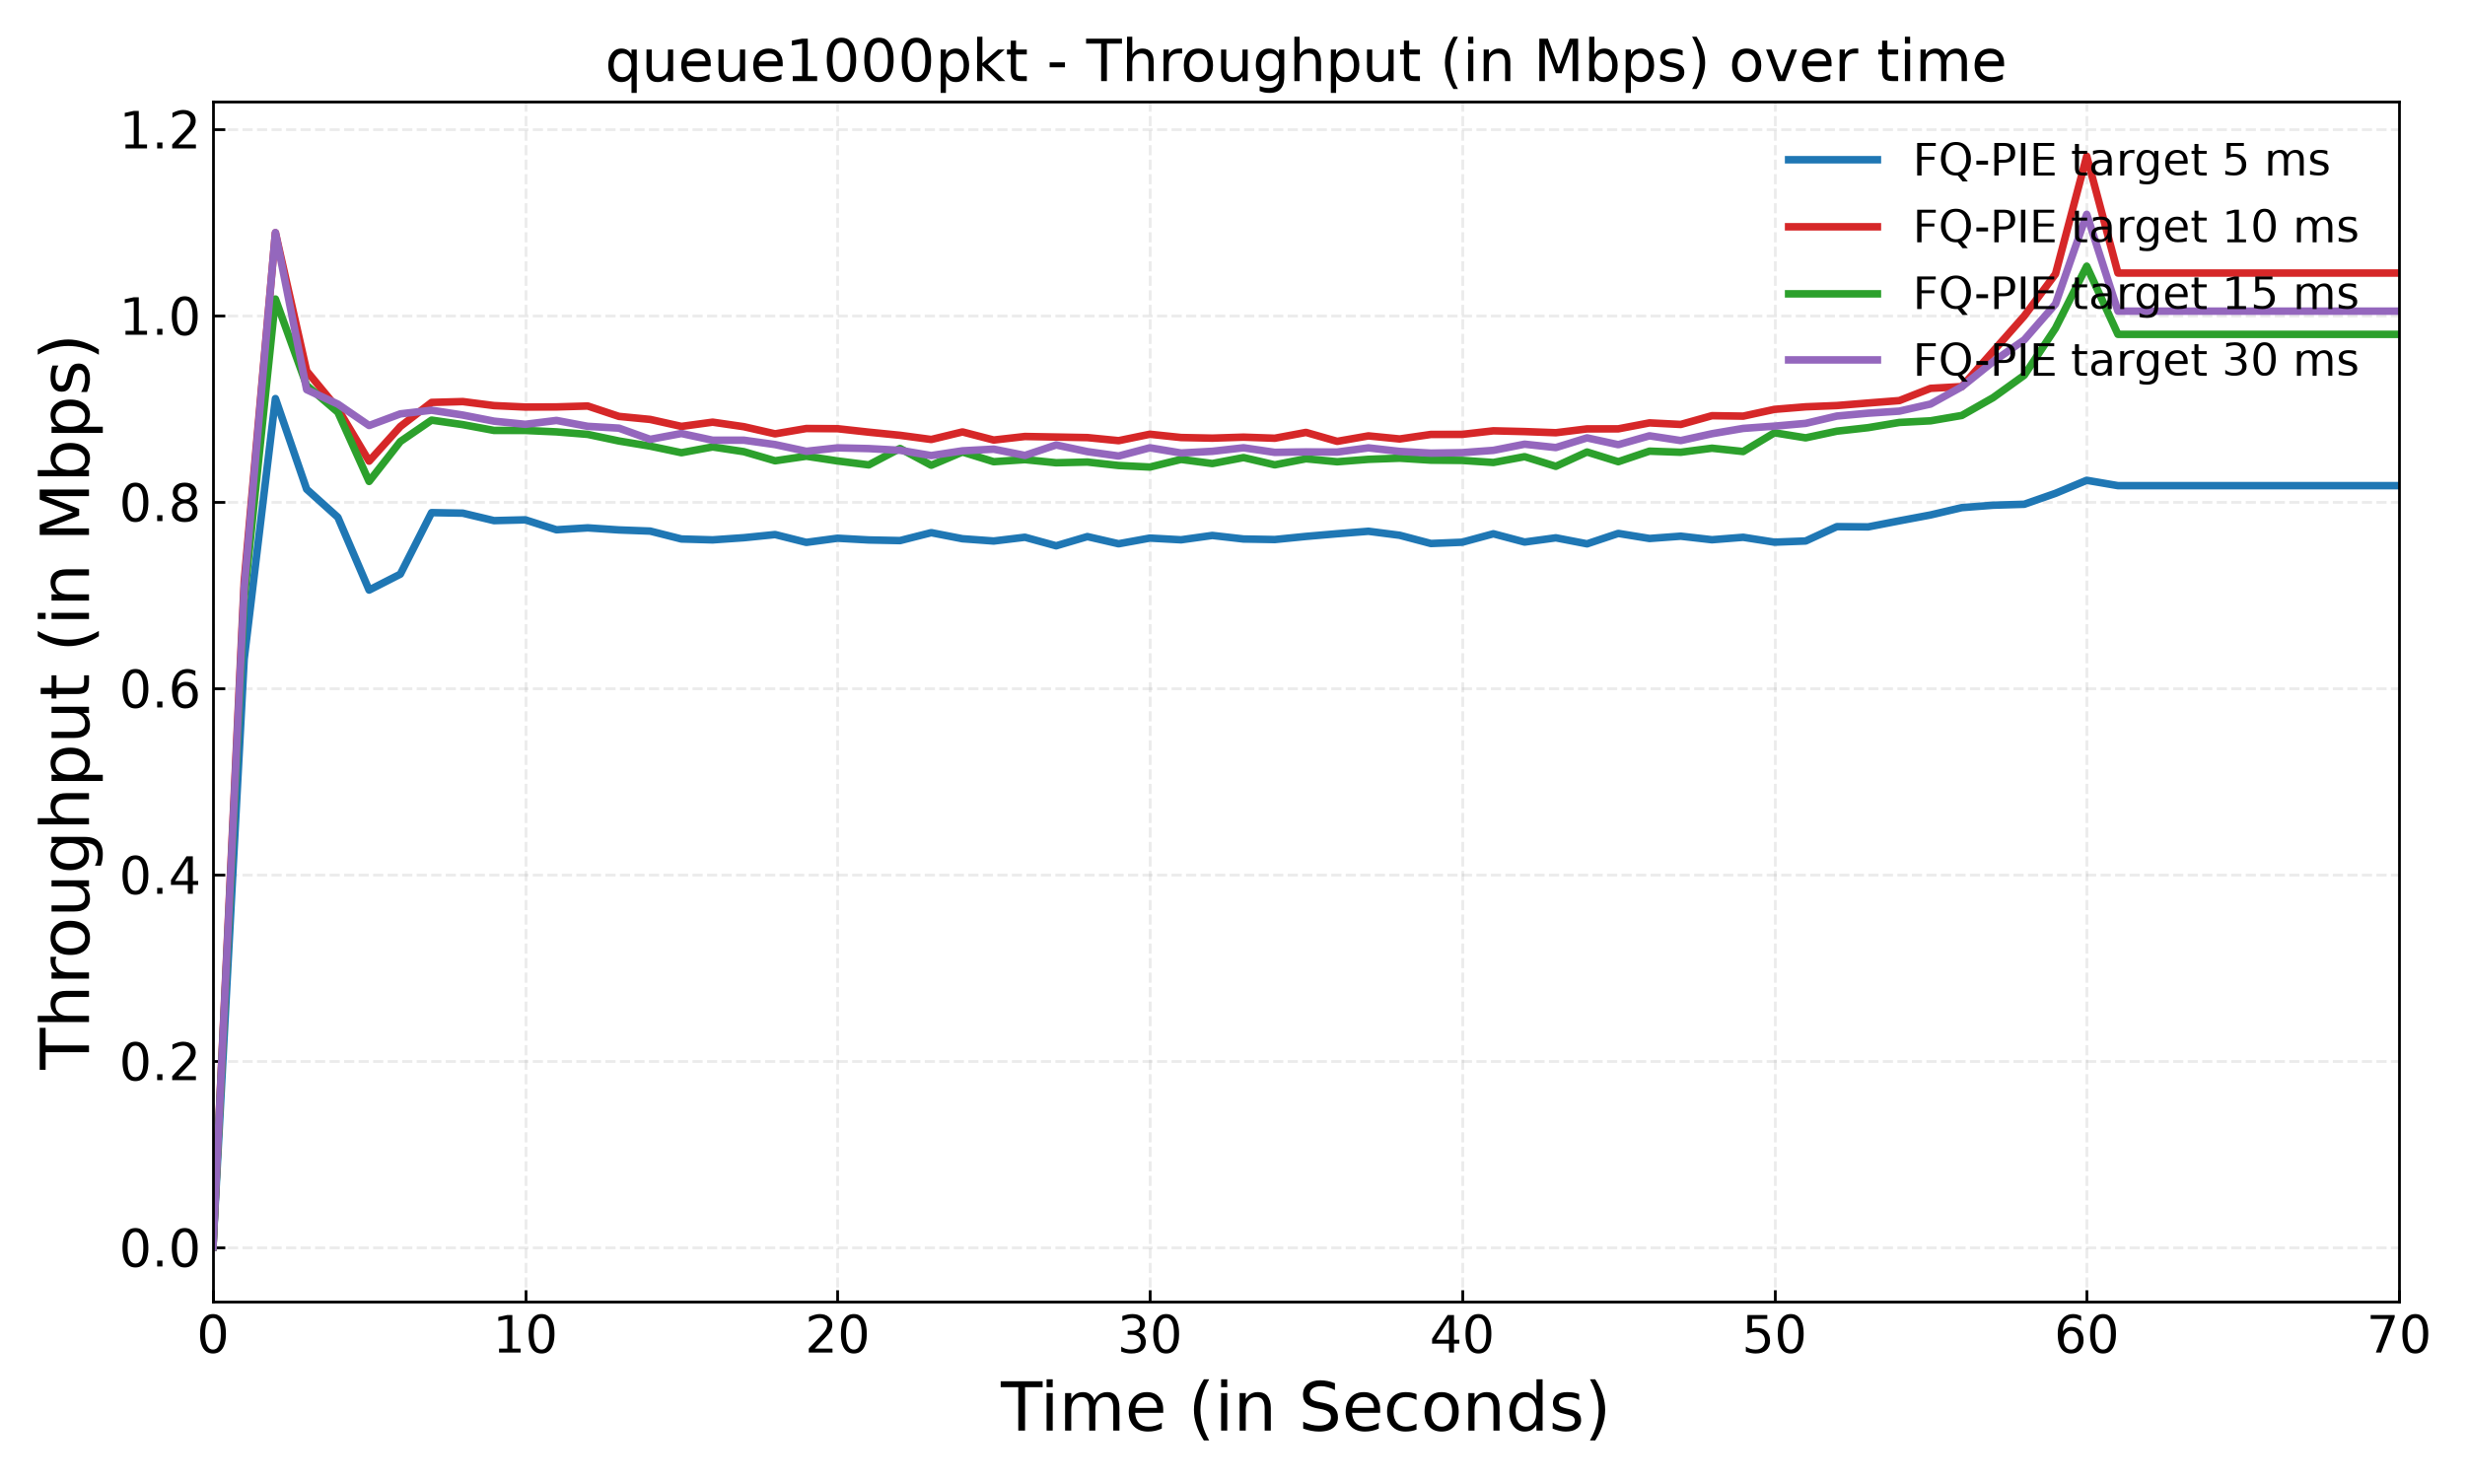 queue1000pkt - Throughput (in Mbps) over time
Throughput (in Mbps)
1.2
1.0
0.8
0.6
0.4
0.2
0.0
FQ-PIE target 5 ms
FQ-PIE target 10 ms
FQ-PIE target 15 ms
FQ-PIE target 30 ms
0 10 20 30 40 50 60 70
Time (in Seconds)